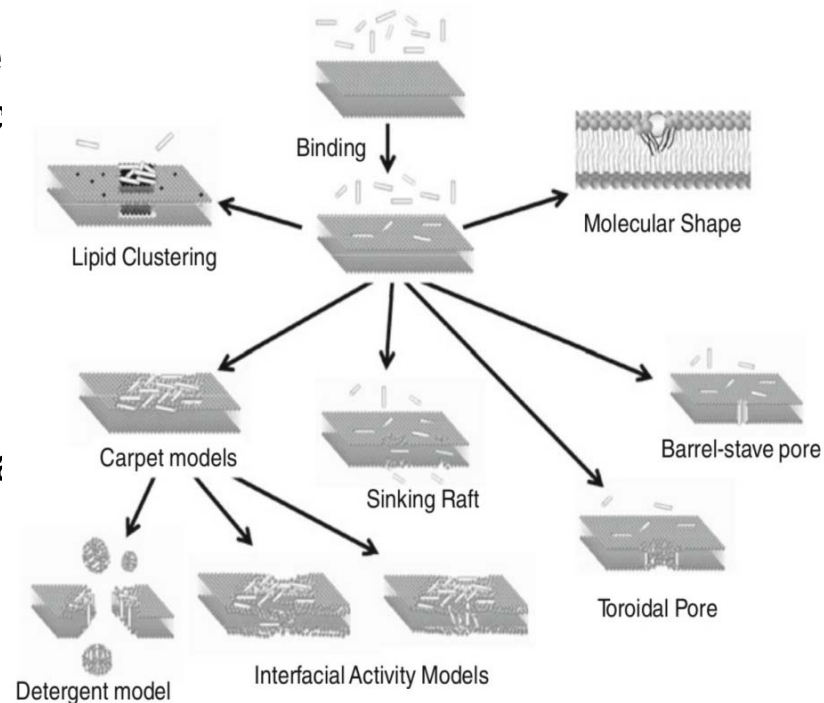 Binding
Molecular Shape
Lipid Clustering
Barrel-stave pore
Carpet models
Sinking Raft
Toroidal Pore
Interfacial Activity Models
Detergent model